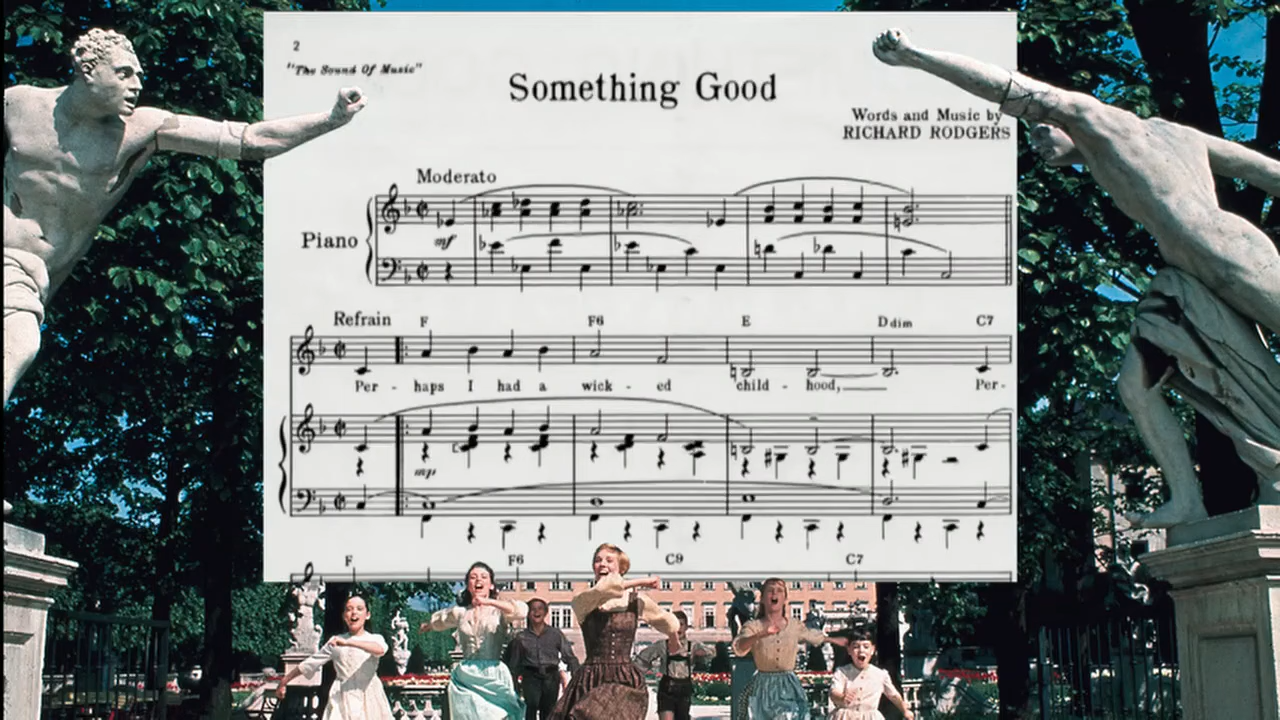 2
"The Sound Of Music"
Something Good
Words and Music by
RICHARD RODGERS
Moderato
Piano
mf
Refrain F F6 E Ddim C7
Per - haps I had a wick - ed child - hood, Per-
mp
F F6 C9 C7